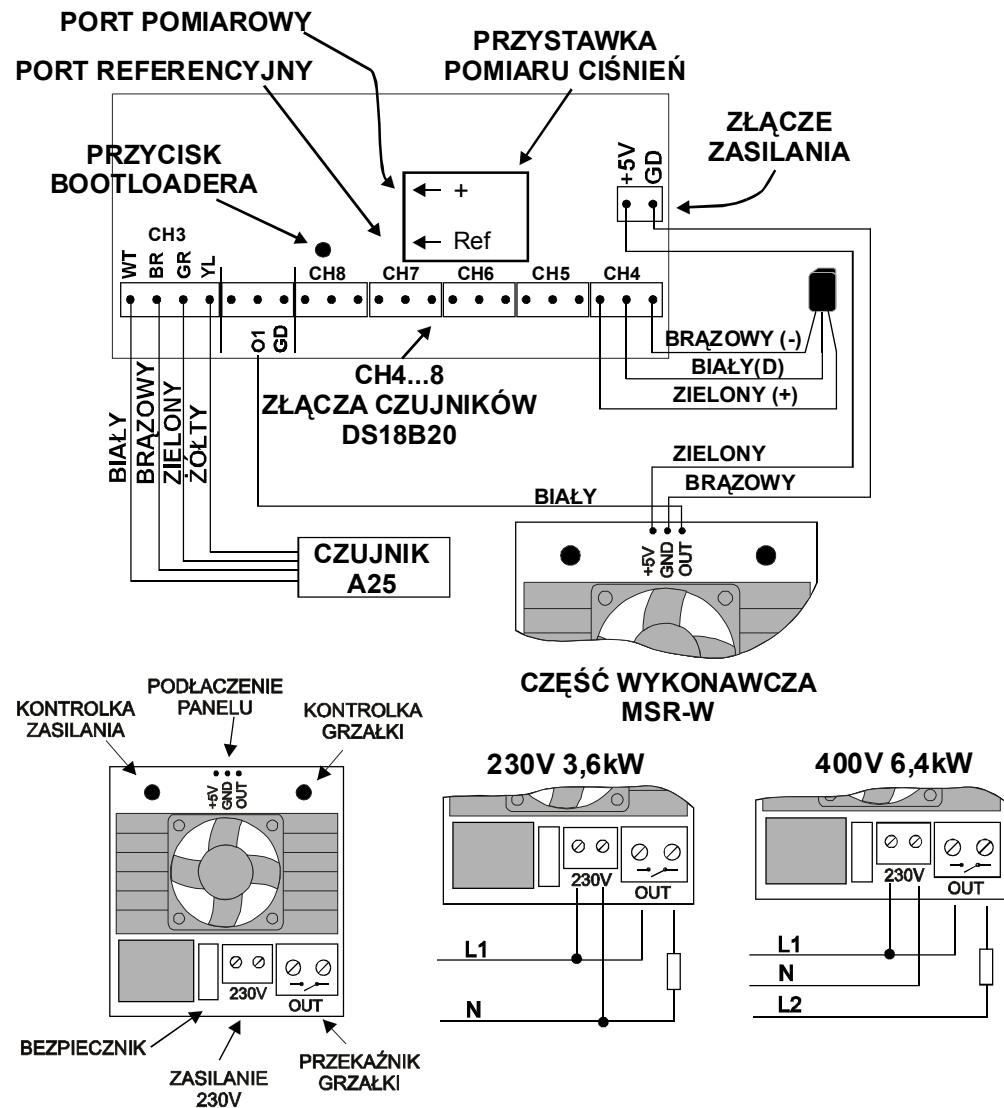 PORT POMIAROWY
PORT REFERENCYJNY
PRZYSTAWKA
POMIARU CIŚNIEŃ
PRZYCISK
BOOTLOADERA
ZŁĄCZE
ZASILANIA
+5V
GD
+
Ref
CH3
WT
BR
GR
YL
CH8
CH7
CH6
CH5
CH4
O1
GD
CH4...8
ZŁĄCZA CZUJNIKÓW
DS18B20
BRĄZOWY (-)
BIAŁY(D)
ZIELONY (+)
BIAŁY
BRĄZOWY
ZIELONY
ŻÓŁTY
ZIELONY
BRĄZOWY
BIAŁY
CZUJNIK
A25
+5V
GND
OUT
CZĘŚĆ WYKONAWCZA
MSR-W
KONTROLKA
ZASILANIA
PODŁACZENIE
PANELU
KONTROLKA
GRZAŁKI
+5V
GND
OUT
230V
OUT
BEZPIECZNIK
ZASILANIE
230V
PRZEKAŹNIK
GRZAŁKI
230V 3,6kW
230V
OUT
L1
N
400V 6,4kW
230V
OUT
L1
N
L2